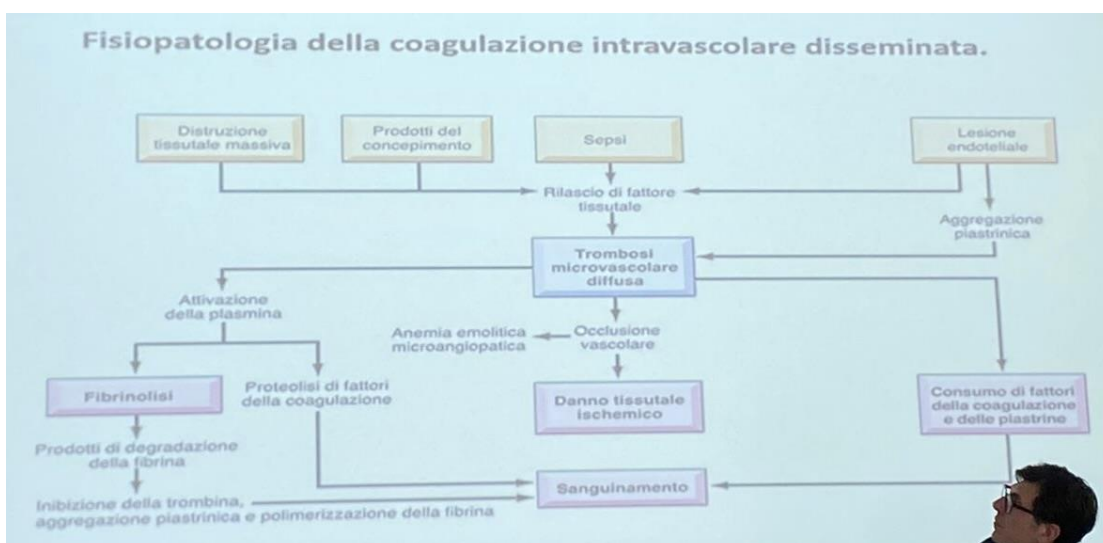 Fisiopatologia della coagulazione intravascolare disseminata.
Distruzione
tissutale massiva
Prodotti del
concepimento
Sepsi
Lesione
endoteliale
Rilascio di fattore
tissutale
Aggregazione
piastrinica
Trombosi
microvascolare
diffusa
Attivazione
della plasmina
Anemia emolitica
microangiopatica
Occlusione
vascolare
Fibrinolisi
Proteolisi di fattori
della coagulazione
Danno tissutale
ischemico
Consumo di fattori
della coagulazione
e delle piastrine
Prodotti di degradazione
della fibrina
Sanguinamento
Inibizione della trombina,
aggregazione piastrinica e polimerizzazione della fibrina